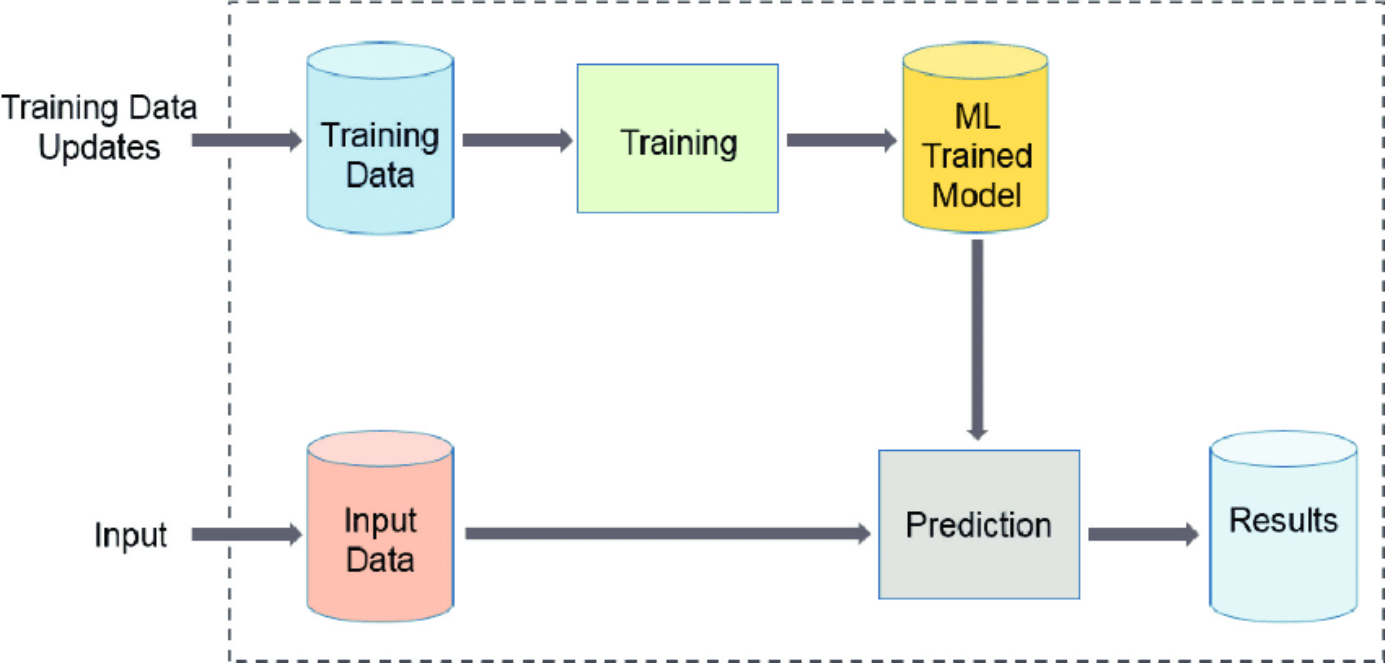 Training Data
Updates
Training
Data
Training
ML
Trained
Model
Input
Input
Data
Prediction
Results